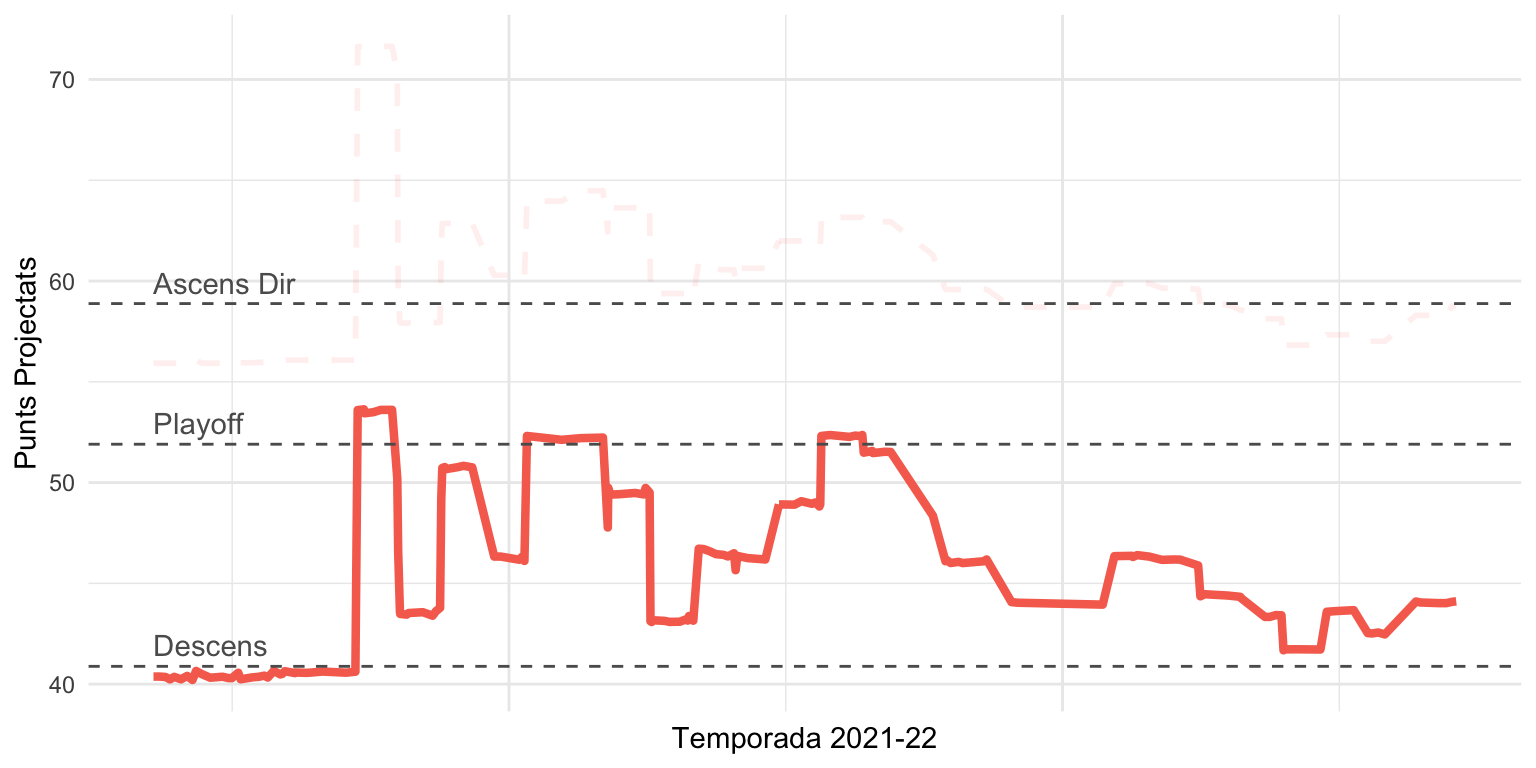 70
60
50
40
Punts Projectats
Ascens Dir
Playoff
Descens
Temporada 2021-22